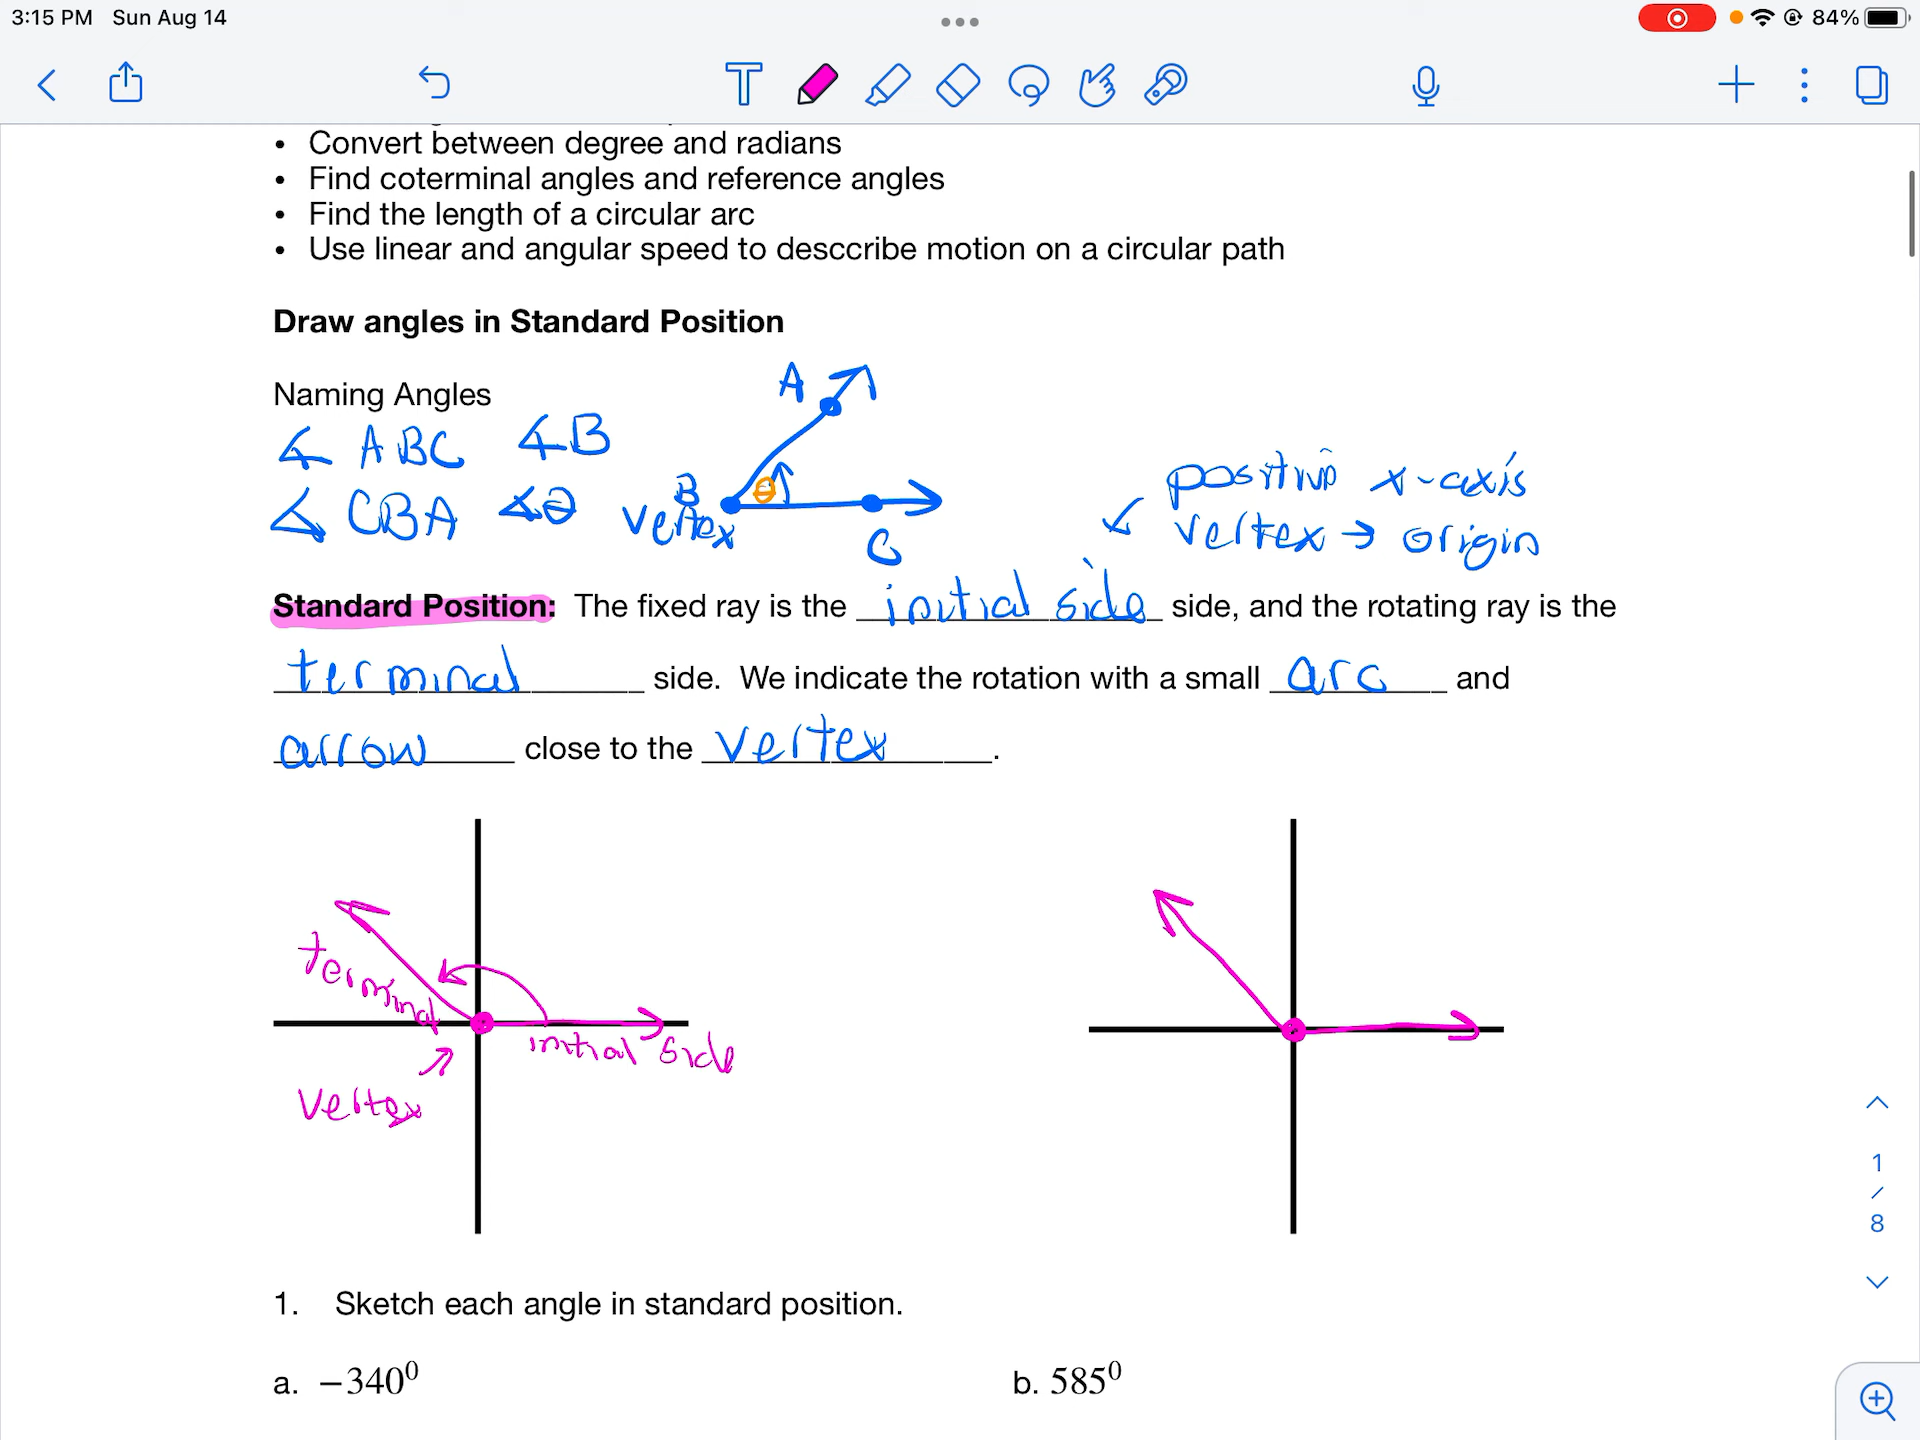 3:15 PM Sun Aug 14
84%
• Convert between degree and radians
• Find coterminal angles and reference angles
• Find the length of a circular arc
• Use linear and angular speed to desccribe motion on a circular path
Draw angles in Standard Position
Naming Angles
∡ ABC ∡B
∡ CBA ∡θ
A
B
θ
vertex
C
positive x-axis
↙ vertex → origin
Standard Position: The fixed ray is the initial side side, and the rotating ray is the
terminal side. We indicate the rotation with a small arc and
arrow close to the vertex.
terminal
initial side
vertex
1
/
8
1. Sketch each angle in standard position.
a. −340⁰ b. 585⁰